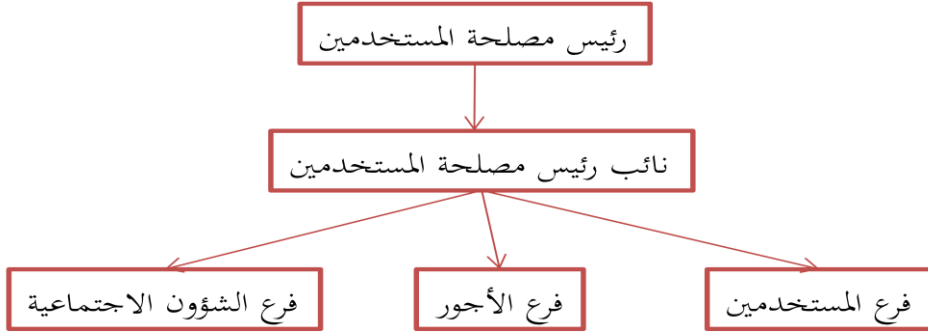 رئيس مصلحة المستخدمين
نائب رئيس مصلحة المستخدمين
فرع المستخدمين
فرع الأجور
فرع الشؤون الاجتماعية